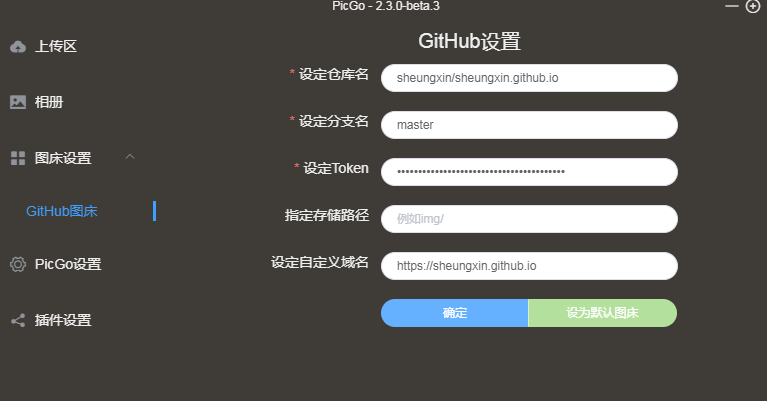 PicGo - 2.3.0-beta.3
上传区
相册
图床设置
GitHub图床
PicGo设置
插件设置
GitHub设置
* 设定仓库名
sheungxin/sheungxin.github.io
* 设定分支名
master
* 设定Token
••••••••••••••••••••••••••••••••••••••••
指定存储路径
例如img/
设定自定义域名
https://sheungxin.github.io
确定
设为默认图床